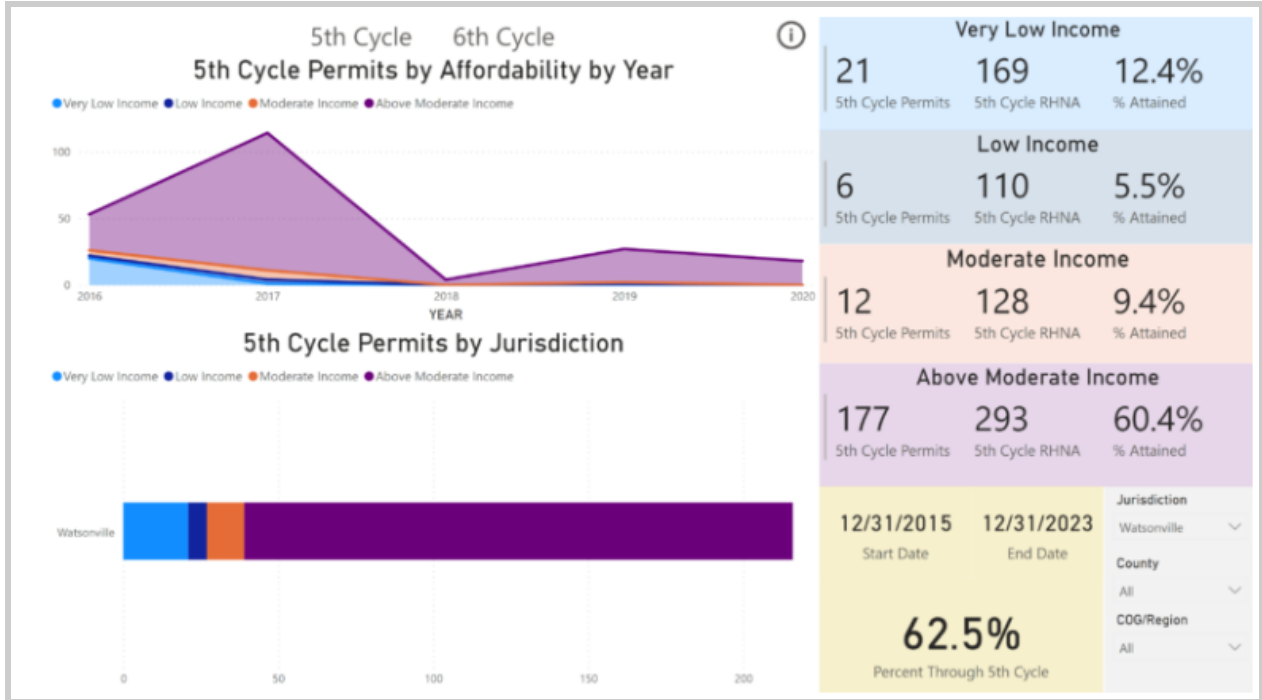 5th Cycle 6th Cycle
5th Cycle Permits by Affordability by Year
Very Low Income Low Income Moderate Income Above Moderate Income
100
50
0
2016 2017 2018 2019 2020
YEAR
5th Cycle Permits by Jurisdiction
Very Low Income Low Income Moderate Income Above Moderate Income
Watsonville
0 50 100 150 200
Very Low Income
21 169 12.4%
5th Cycle Permits 5th Cycle RHNA % Attained
Low Income
6 110 5.5%
5th Cycle Permits 5th Cycle RHNA % Attained
Moderate Income
12 128 9.4%
5th Cycle Permits 5th Cycle RHNA % Attained
Above Moderate Income
177 293 60.4%
5th Cycle Permits 5th Cycle RHNA % Attained
12/31/2015 12/31/2023
Start Date End Date
62.5%
Percent Through 5th Cycle
Jurisdiction
Watsonville
County
All
COG/Region
All